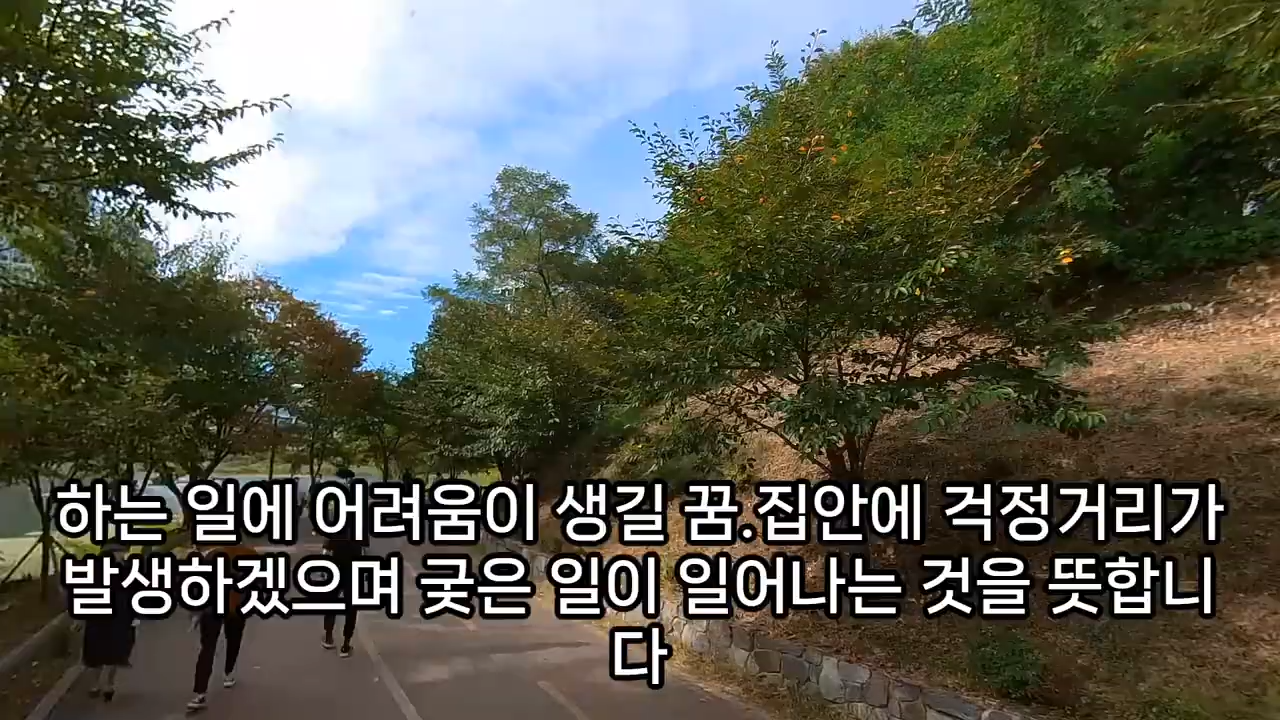 하는 일에 어려움이 생길 꿈.집안에 걱정거리가
발생하겠으며 궂은 일이 일어나는 것을 뜻합니
다